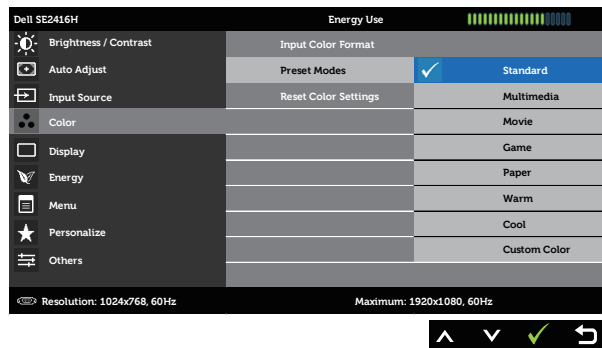 Dell SE2416H Energy Use
Brightness / Contrast Input Color Format
Auto Adjust Preset Modes Standard
Input Source Reset Color Settings Multimedia
Color Movie
Display Game
Energy Paper
Menu Warm
Personalize Cool
Others Custom Color
Resolution: 1024x768, 60Hz Maximum: 1920x1080, 60Hz